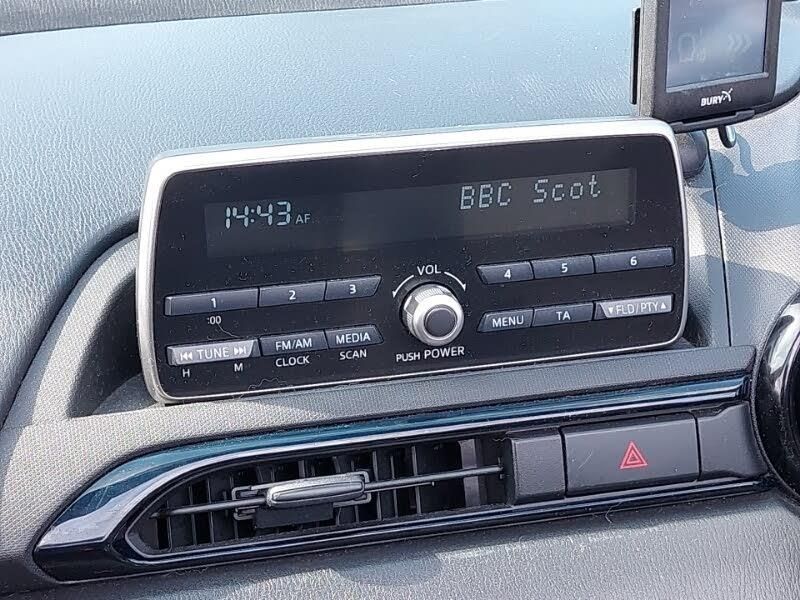 BURY
14:43 AF
BBC Scot
1
2
3
VOL
4
5
6
:00
TUNE
FM/AM
MEDIA
MENU
TA
FLD/PTY
H
M
CLOCK
SCAN
PUSH POWER